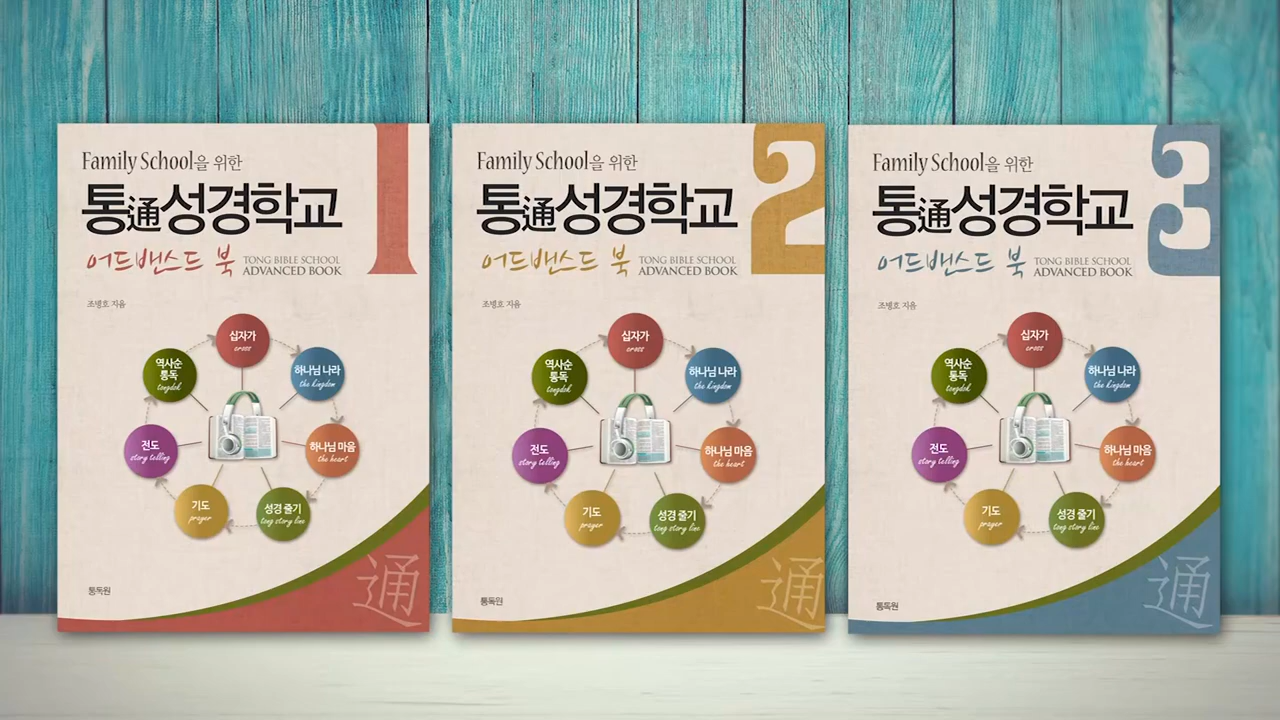 Family School을 위한
1
통通성경학교
어드밴스드 북
TONG BIBLE SCHOOL
ADVANCED BOOK
조병호 지음
십자가
cross
역사순
통독
tongdok
하나님 나라
the kingdom
전도
story telling
하나님 마음
the heart
기도
prayer
성경 줄기
tong story line
통독원
通
Family School을 위한
2
통通성경학교
어드밴스드 북
TONG BIBLE SCHOOL
ADVANCED BOOK
조병호 지음
십자가
cross
역사순
통독
tongdok
하나님 나라
the kingdom
전도
story telling
하나님 마음
the heart
기도
prayer
성경 줄기
tong story line
통독원
通
Family School을 위한
3
통通성경학교
어드밴스드 북
TONG BIBLE SCHOOL
ADVANCED BOOK
조병호 지음
십자가
cross
역사순
통독
tongdok
하나님 나라
the kingdom
전도
story telling
하나님 마음
the heart
기도
prayer
성경 줄기
tong story line
통독원
通